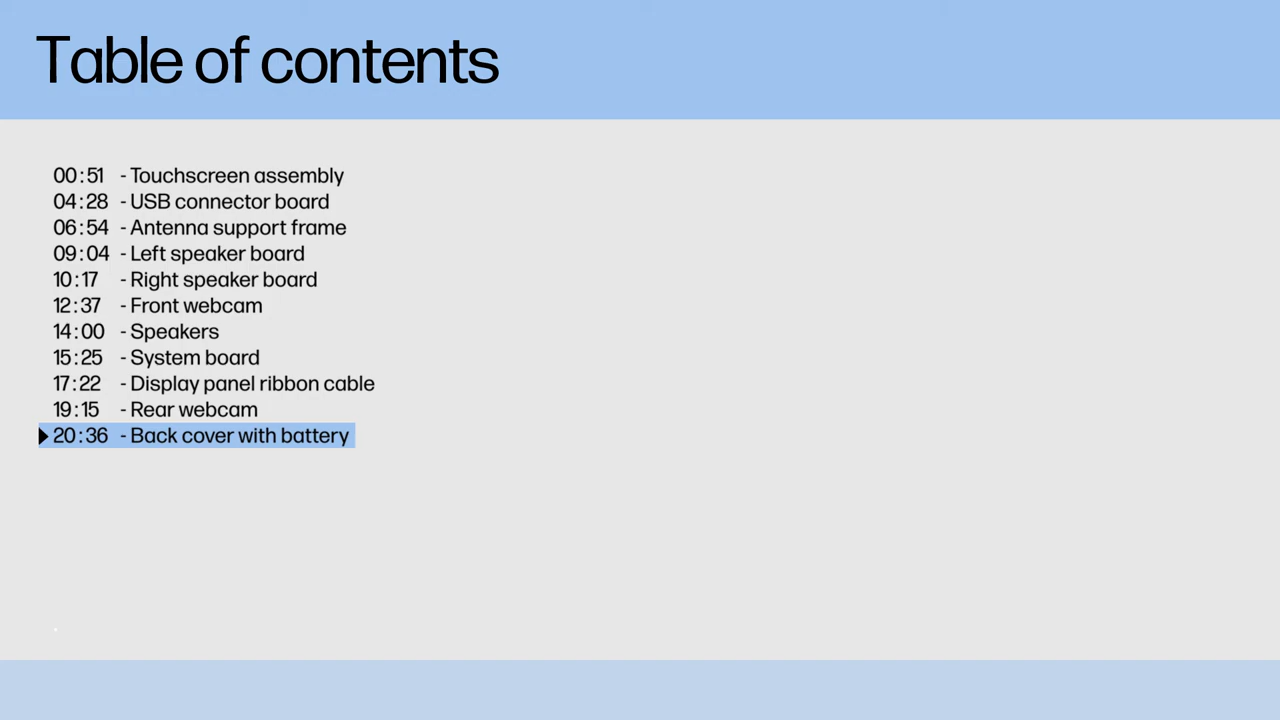 Table of contents
00:51 - Touchscreen assembly
04:28 - USB connector board
06:54 - Antenna support frame
09:04 - Left speaker board
10:17 - Right speaker board
12:37 - Front webcam
14:00 - Speakers
15:25 - System board
17:22 - Display panel ribbon cable
19:15 - Rear webcam
20:36 - Back cover with battery